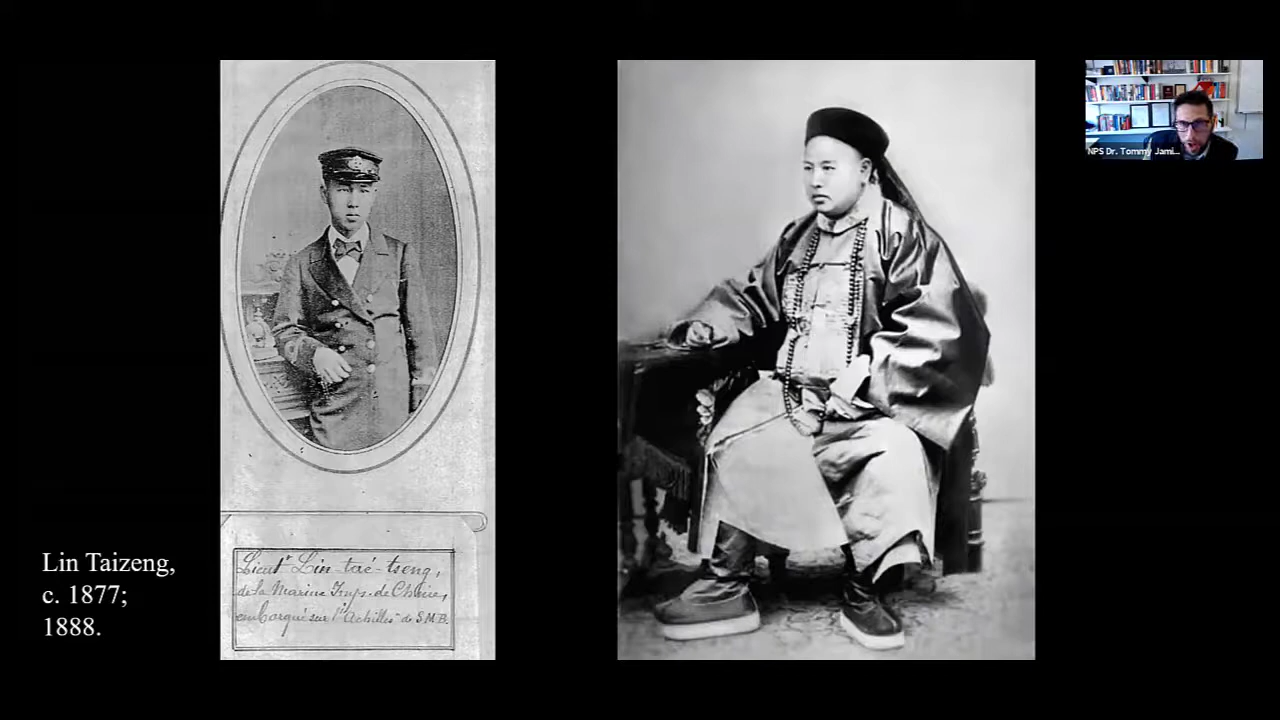 NPS Dr. Tommy Jami...
Lieut^t Lin-taé-tseng,
de la Marine Imp. de Chine,
embarqué sur l'"Achilles" de S.M.B.
Lin Taizeng,
c. 1877;
1888.